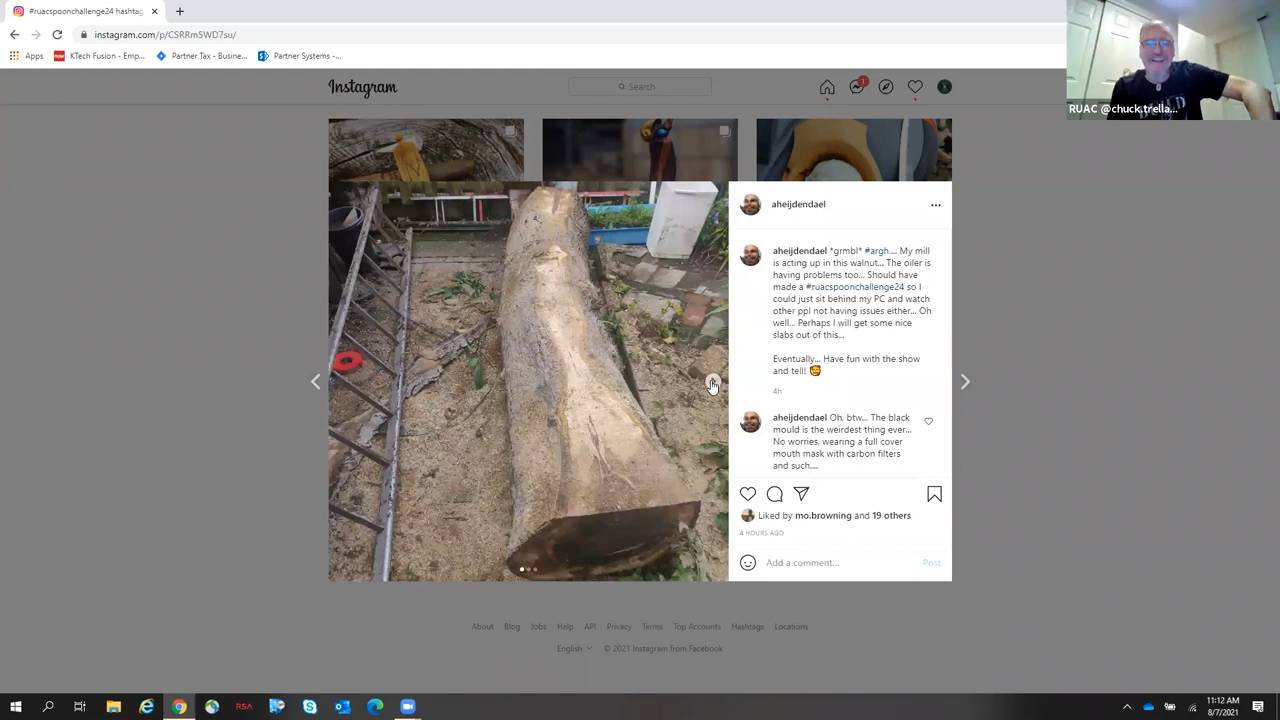 #ruacspoonchallenge24 hashtag
instagram.com/p/CSRRm5WD7su/
Apps
KTech Fusion - Emp...
Partner Tax - Busine...
Partner Systems -...
RUAC @chuck.trella...
Instagram
Search
1
aheijdendael
aheijdendael *grmbl* #argh.... My mill
is acting up in this walnut... The oiler is
having problems too... Should have
made a #ruacspoonchallenge24 so I
could just sit behind my PC and watch
other ppl not having issues either... Oh
well... Perhaps I will get some nice
slabs out of this...
Eventually... Have fun with the show
and tell! 🥰
4h
aheijdendael Oh, btw... The black
mould is the weirdest thing ever...
No worries, wearing a full cover
mouth mask with carbon filters
and such....
Liked by mo.browning and 19 others
4 HOURS AGO
Add a comment...
Post
About Blog Jobs Help API Privacy Terms Top Accounts Hashtags Locations
English © 2021 Instagram from Facebook
RSA
11:12 AM
8/7/2021